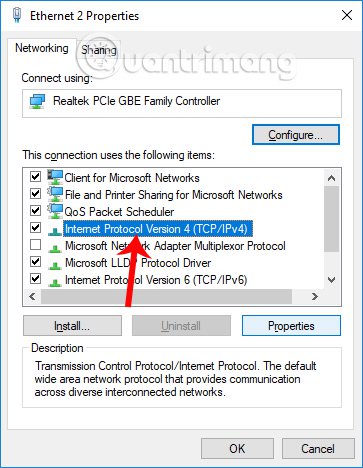 Ethernet 2 Properties
Networking
Sharing
Quantrimang
Connect using:
Realtek PCIe GBE Family Controller
Configure...
This connection uses the following items:
Client for Microsoft Networks
File and Printer Sharing for Microsoft Networks
QoS Packet Scheduler
Internet Protocol Version 4 (TCP/IPv4)
Microsoft Network Adapter Multiplexor Protocol
Microsoft LLDP Protocol Driver
Internet Protocol Version 6 (TCP/IPv6)
Install...
Uninstall
Properties
Description
Transmission Control Protocol/Internet Protocol. The default
wide area network protocol that provides communication
across diverse interconnected networks.
OK
Cancel